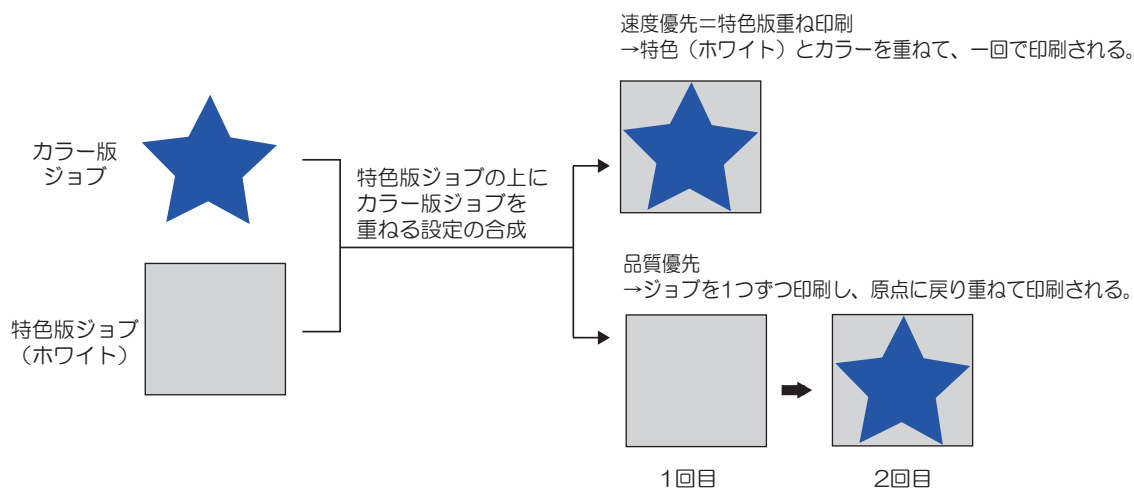 速度優先＝特色版重ね印刷
→特色（ホワイト）とカラーを重ねて、一回で印刷される。
カラー版
ジョブ
特色版ジョブの上に
カラー版ジョブを
重ねる設定の合成
品質優先
→ジョブを1つずつ印刷し、原点に戻り重ねて印刷される。
特色版ジョブ
（ホワイト）
1回目
2回目